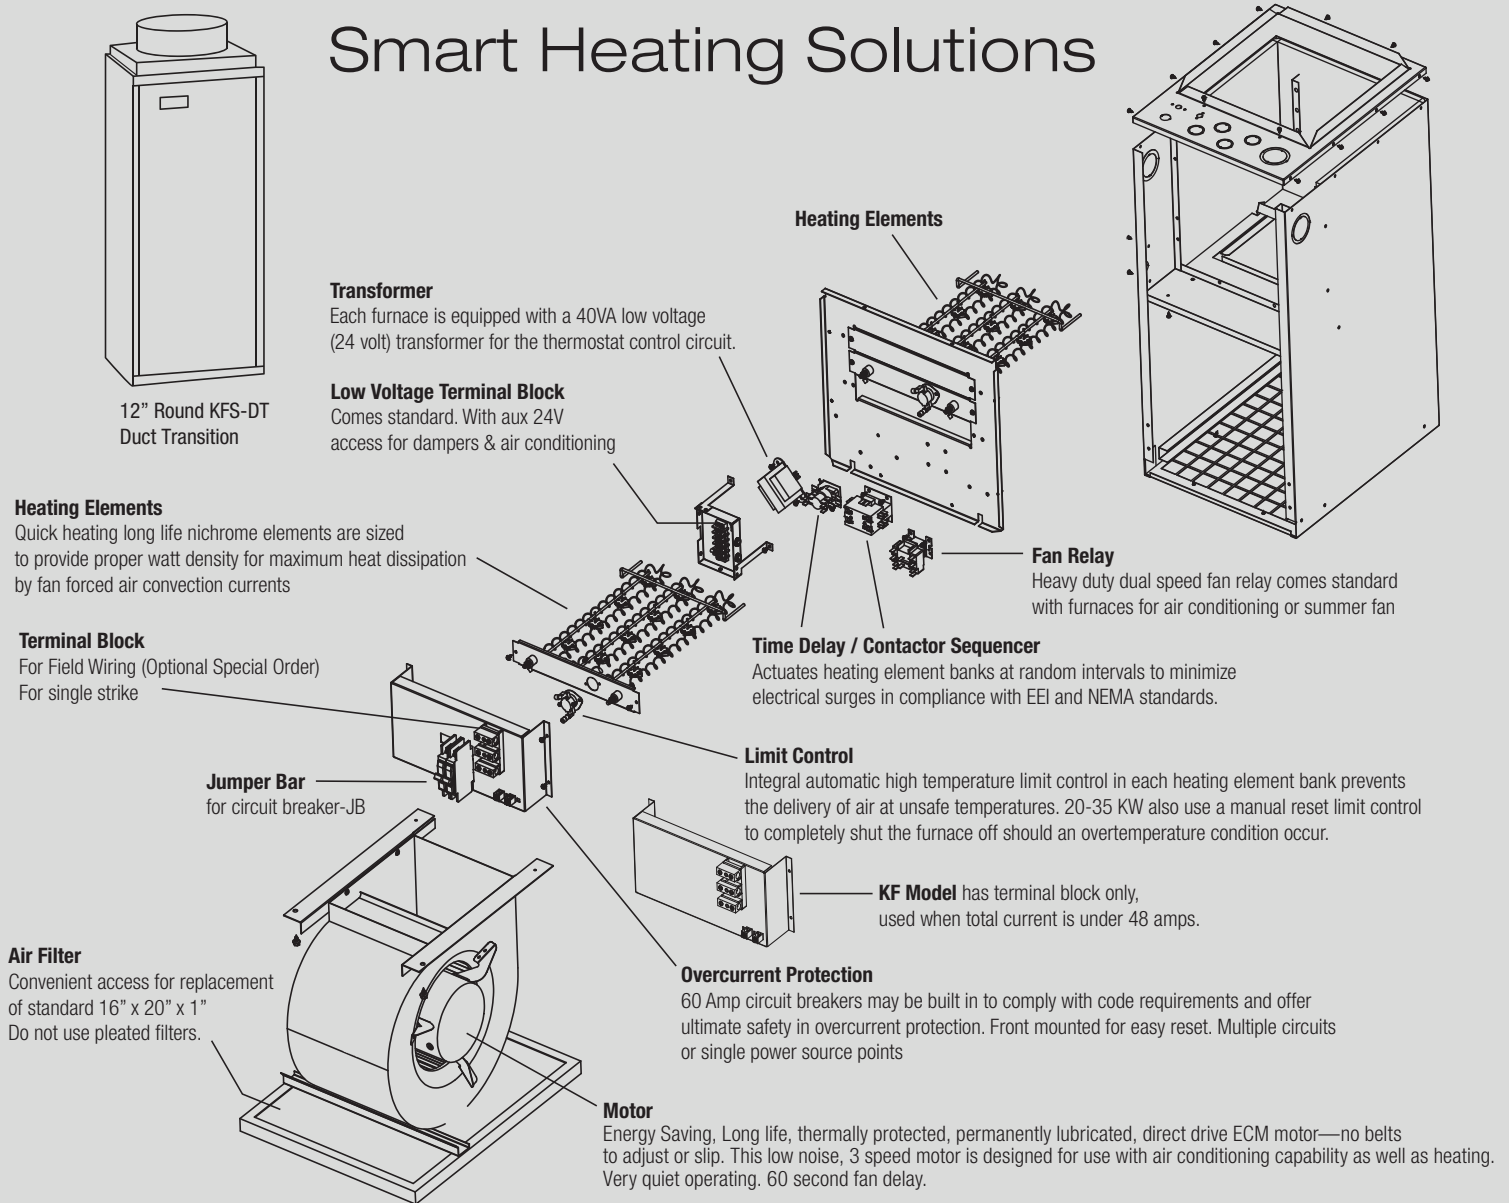 Smart Heating Solutions
12” Round KFS-DT
Duct Transition
Heating Elements
Transformer
Each furnace is equipped with a 40VA low voltage
(24 volt) transformer for the thermostat control circuit.
Low Voltage Terminal Block
Comes standard. With aux 24V
access for dampers & air conditioning
Heating Elements
Quick heating long life nichrome elements are sized
to provide proper watt density for maximum heat dissipation
by fan forced air convection currents
Fan Relay
Heavy duty dual speed fan relay comes standard
with furnaces for air conditioning or summer fan
Terminal Block
For Field Wiring (Optional Special Order)
For single strike
Time Delay / Contactor Sequencer
Actuates heating element banks at random intervals to minimize
electrical surges in compliance with EEI and NEMA standards.
Limit Control
Integral automatic high temperature limit control in each heating element bank prevents
the delivery of air at unsafe temperatures. 20-35 KW also use a manual reset limit control
to completely shut the furnace off should an overtemperature condition occur.
Jumper Bar
for circuit breaker-JB
KF Model has terminal block only,
used when total current is under 48 amps.
Air Filter
Convenient access for replacement
of standard 16” x 20” x 1”
Do not use pleated filters.
Overcurrent Protection
60 Amp circuit breakers may be built in to comply with code requirements and offer
ultimate safety in overcurrent protection. Front mounted for easy reset. Multiple circuits
or single power source points
Motor
Energy Saving, Long life, thermally protected, permanently lubricated, direct drive ECM motor—no belts
to adjust or slip. This low noise, 3 speed motor is designed for use with air conditioning capability as well as heating.
Very quiet operating. 60 second fan delay.